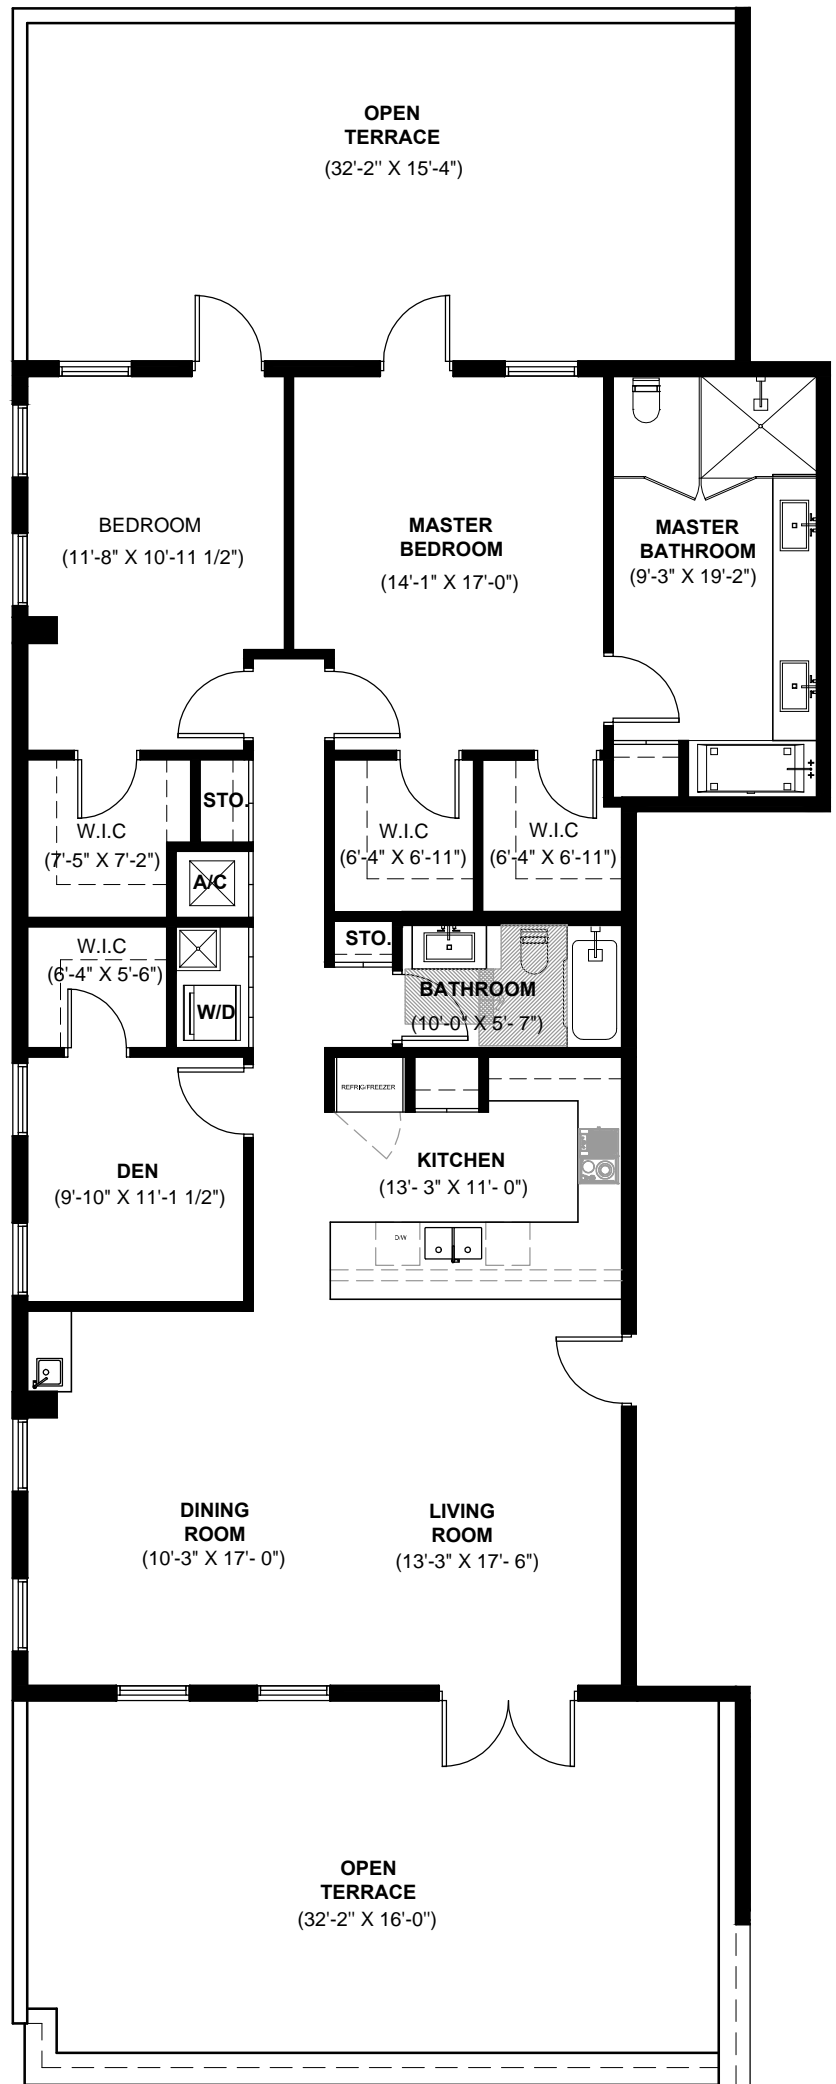 OPEN
TERRACE
(32'-2" X 15'-4")
BEDROOM
(11'-8" X 10'-11 1/2")
MASTER
BEDROOM
(14'-1" X 17'-0")
MASTER
BATHROOM
(9'-3" X 19'-2")
STO.
W.I.C
(7'-5" X 7'-2")
W.I.C
(6'-4" X 6'-11")
W.I.C
(6'-4" X 6'-11")
A/C
STO.
W.I.C
(6'-4" X 5'-6")
W/D
BATHROOM
(10'-0" X 5'- 7")
REFRIG/FREEZER
DEN
(9'-10" X 11'-1 1/2")
KITCHEN
(13'- 3" X 11'- 0")
D/W
DINING
ROOM
(10'-3" X 17'- 0")
LIVING
ROOM
(13'-3" X 17'- 6")
OPEN
TERRACE
(32'-2" X 16'-0")